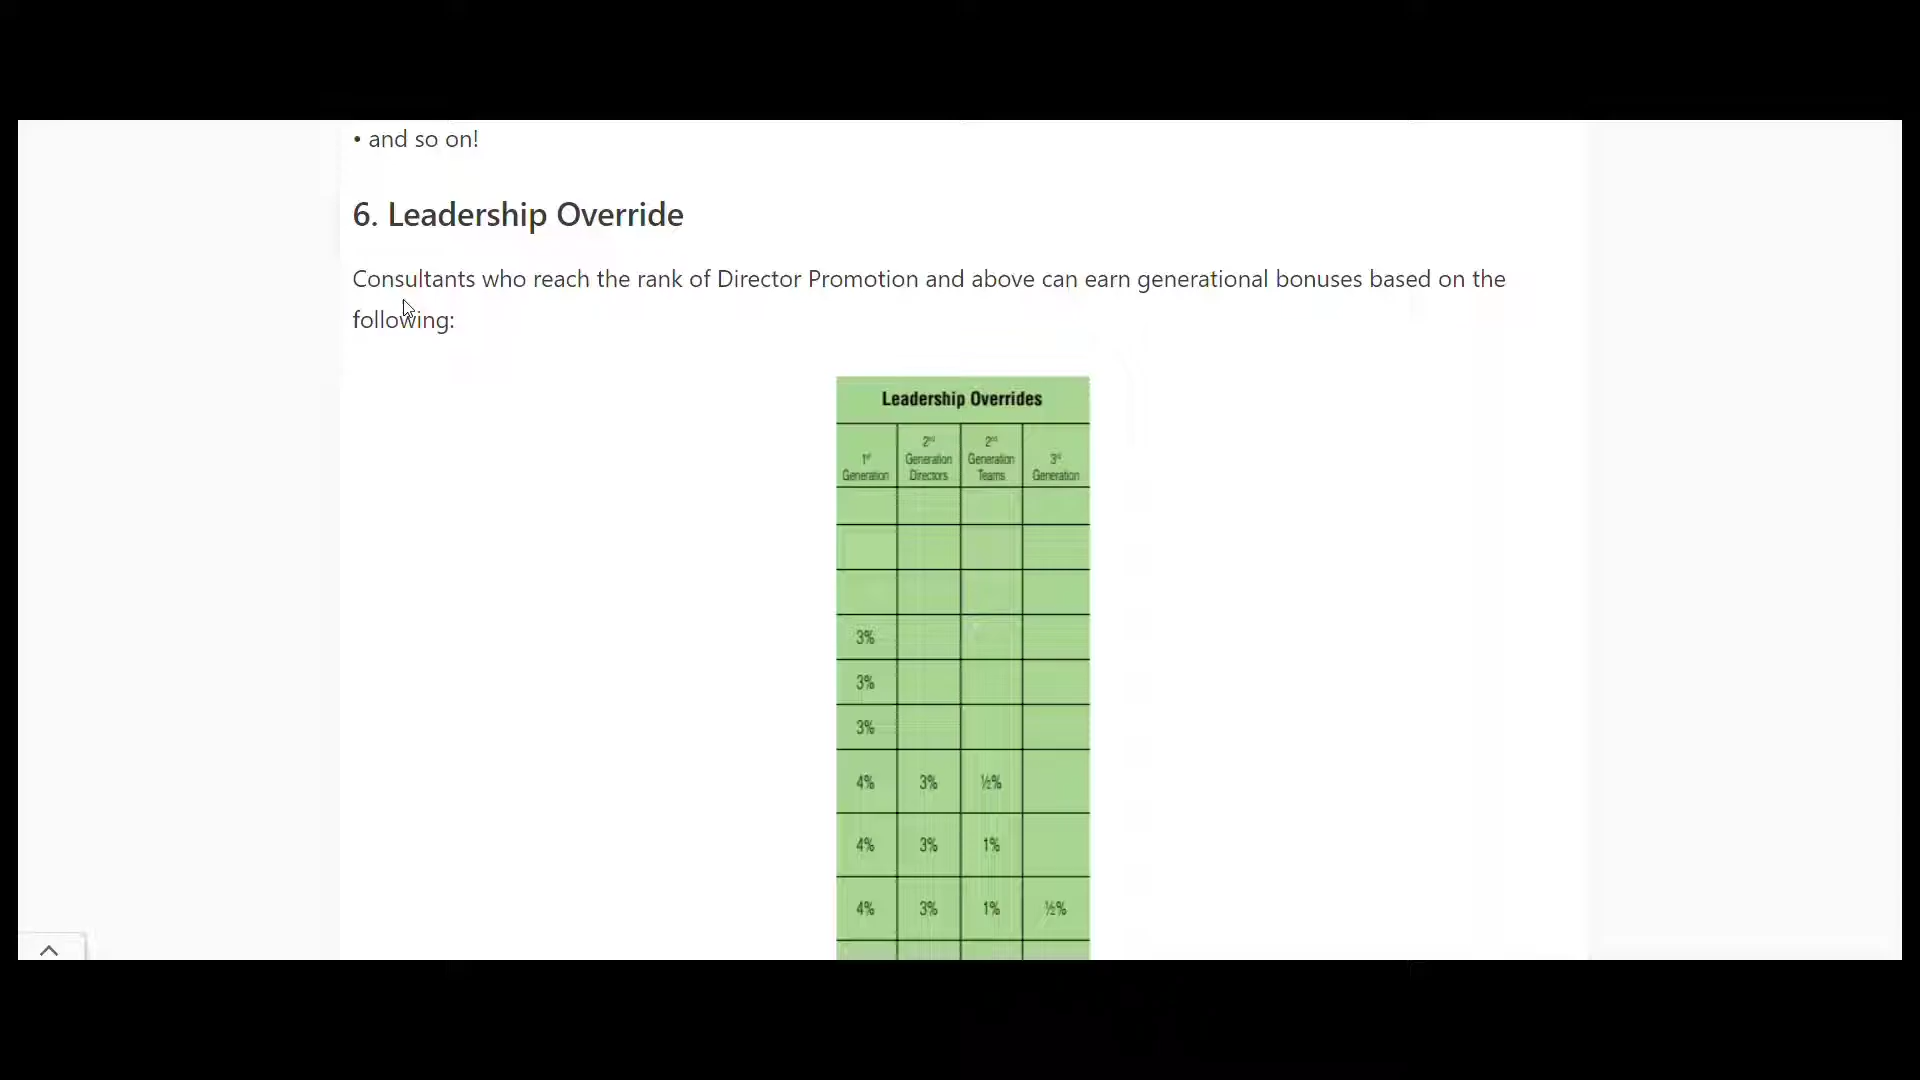 • and so on!
6. Leadership Override
Consultants who reach the rank of Director Promotion and above can earn generational bonuses based on the
following:
Leadership Overrides
1st Generation 2nd Generation Directors 2nd Generation Teams 3rd Generation
3%
3%
3%
4% 3% ½%
4% 3% 1%
4% 3% 1% ½%